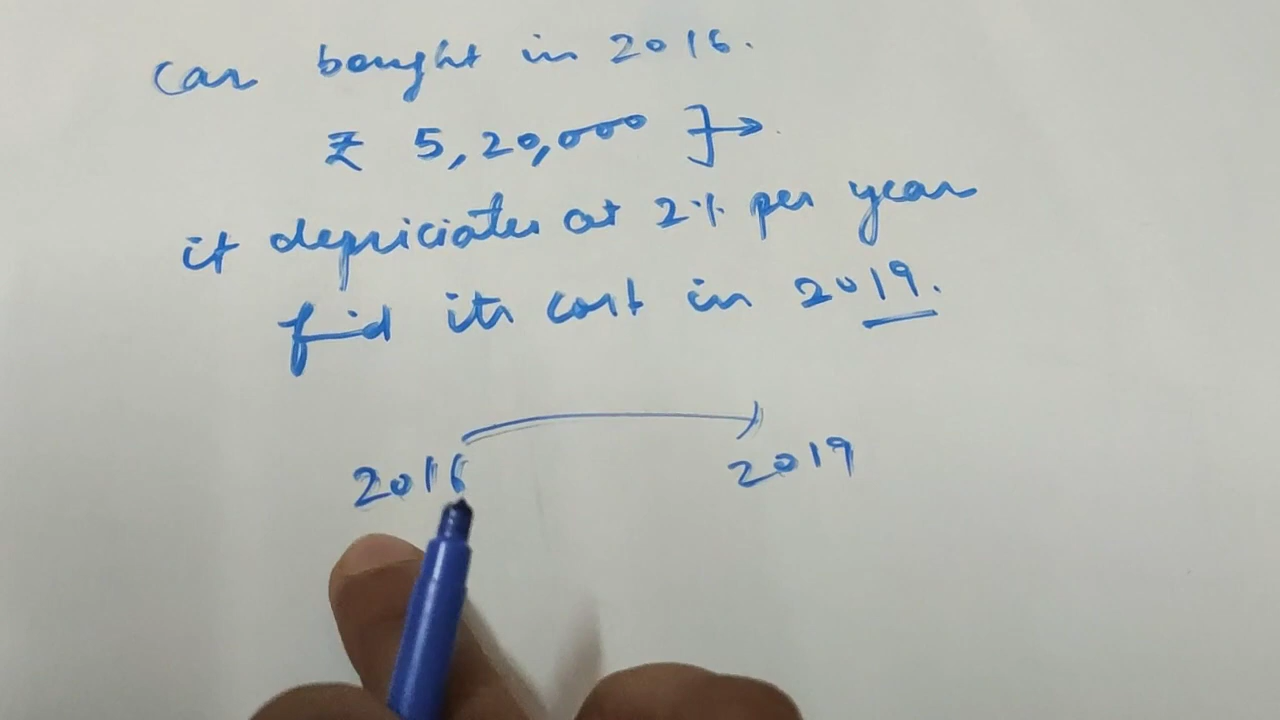 Car bought in 2016.
₹ 5,20,000
it depriciates at 2% per year
find its cost in 2019.
2016 2019